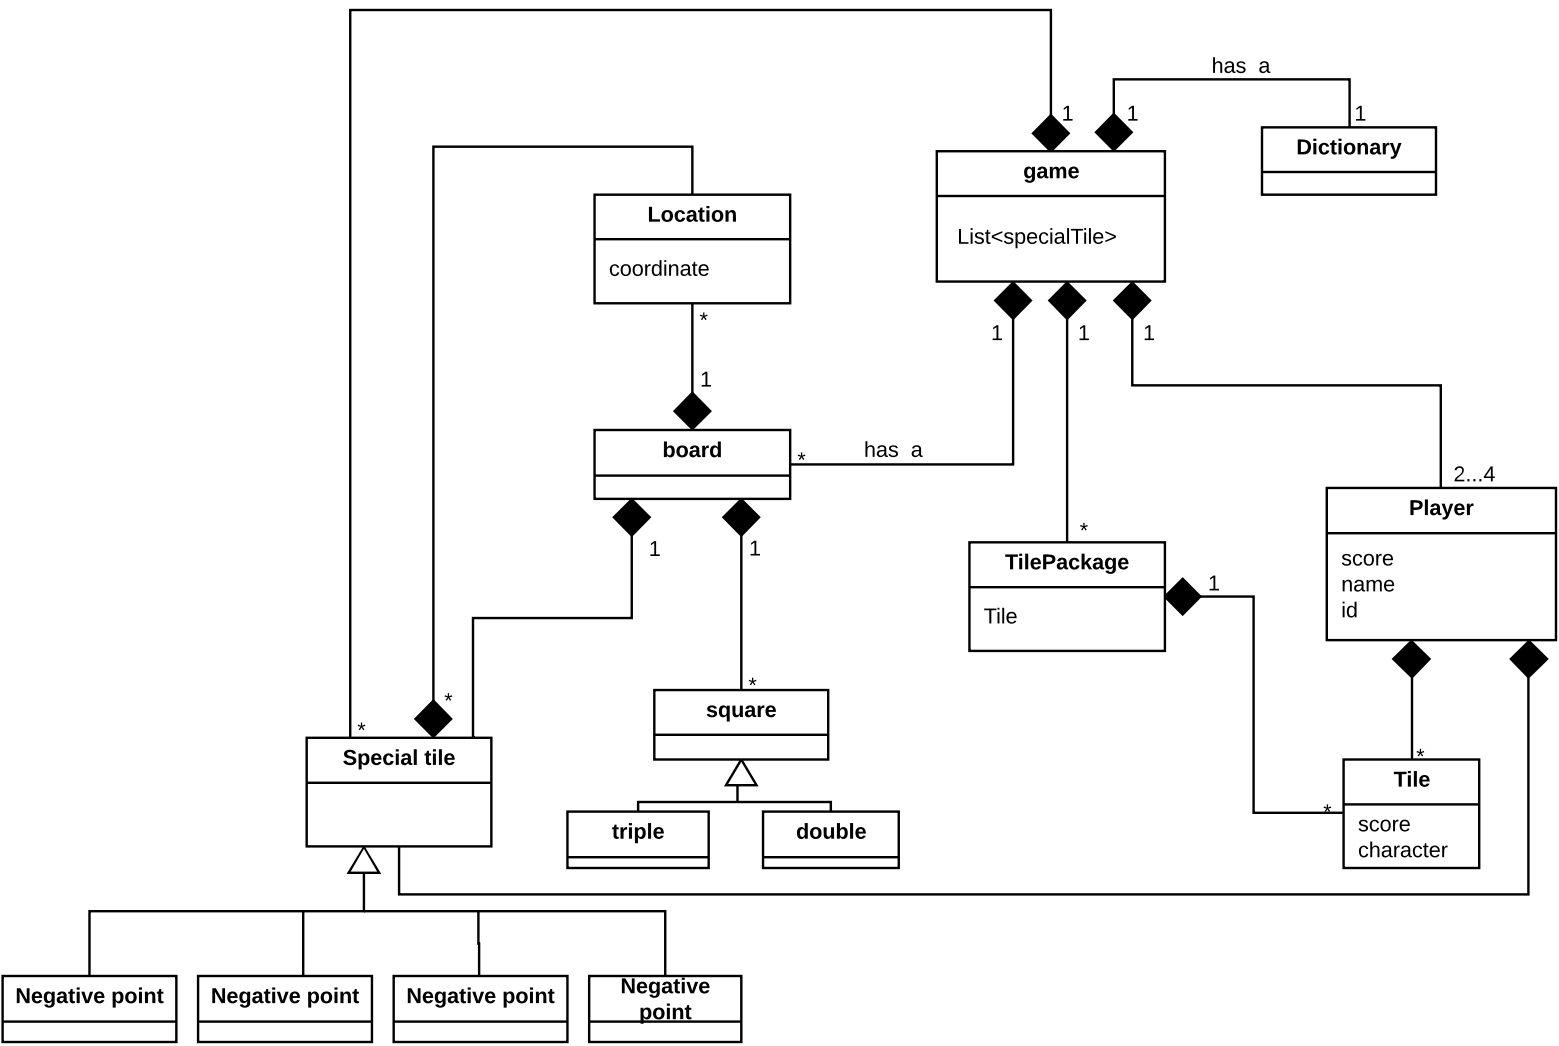 has a
1
1
1
Dictionary
game
List<specialTile>
Location
coordinate
*
1
1
1
1
board
*
has a
2...4
Player
score
name
id
*
TilePackage
Tile
1
1
1
*
square
*
*
Special tile
triple
double
*
*
Tile
score
character
Negative point
Negative point
Negative point
Negative
point